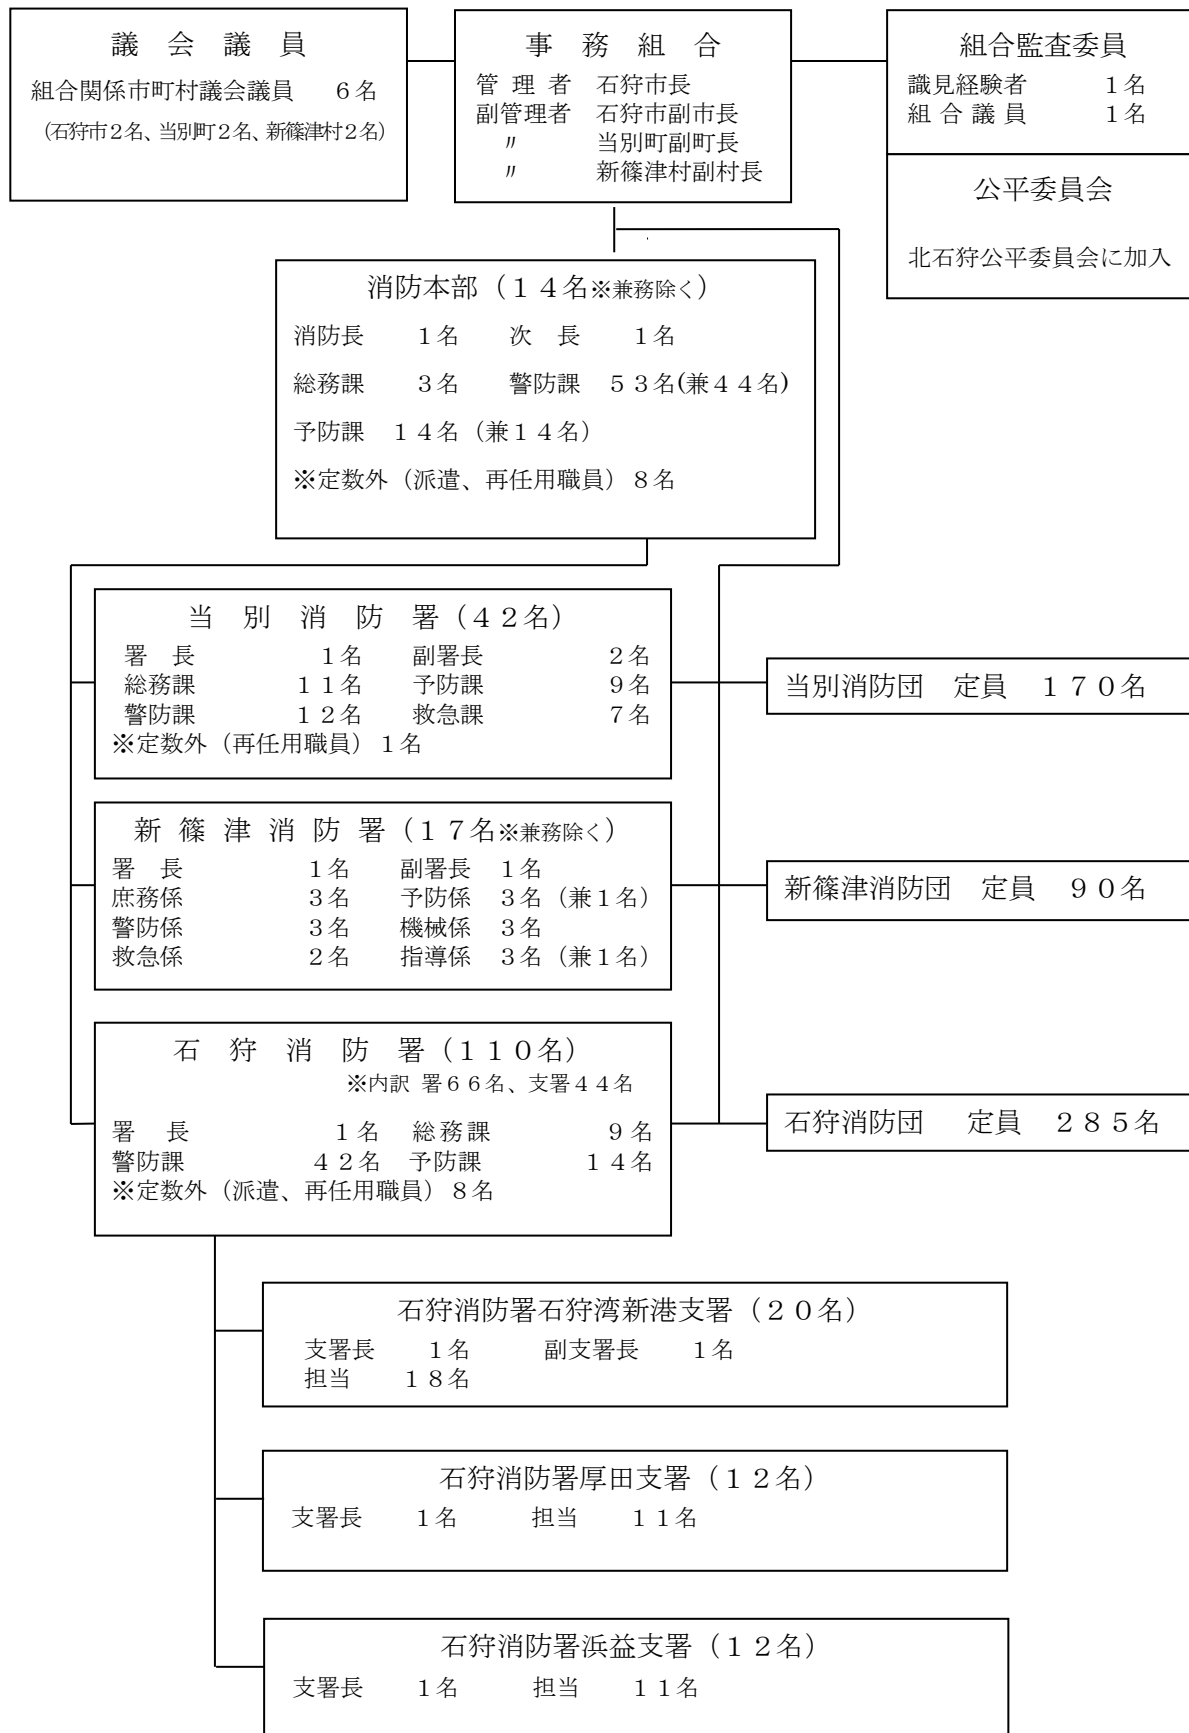 議　会　議　員
組合関係市町村議会議員　６名
（石狩市２名、当別町２名、新篠津村２名）
事　務　組　合
管 理 者　石狩市長
副管理者　石狩市副市長
〃　当別町副町長
〃　新篠津村副村長
組合監査委員
識見経験者　１名
組 合 議 員　１名
公平委員会
北石狩公平委員会に加入
消防本部（１４名※兼務除く）
消防長　１名　次　長　１名
総務課　３名　警防課　５３名(兼４４名)
予防課　１４名（兼１４名）
※定数外（派遣、再任用職員）８名
当　別　消　防　署（４２名）
署　長　１名　副署長　２名
総務課　１１名　予防課　９名
警防課　１２名　救急課　７名
※定数外（再任用職員）１名
当別消防団　定員　１７０名
新 篠 津 消 防 署（１７名※兼務除く）
署　長　１名　副署長　１名
庶務係　３名　予防係　３名（兼１名）
警防係　３名　機械係　３名
救急係　２名　指導係　３名（兼１名）
新篠津消防団　定員　９０名
石　狩　消　防　署（１１０名）
※内訳 署６６名、支署４４名
署　長　１名　総務課　９名
警防課　４２名　予防課　１４名
※定数外（派遣、再任用職員）８名
石狩消防団　定員　２８５名
石狩消防署石狩湾新港支署（２０名）
支署長　１名　副支署長　１名
担当　１８名
石狩消防署厚田支署（１２名）
支署長　１名　担当　１１名
石狩消防署浜益支署（１２名）
支署長　１名　担当　１１名